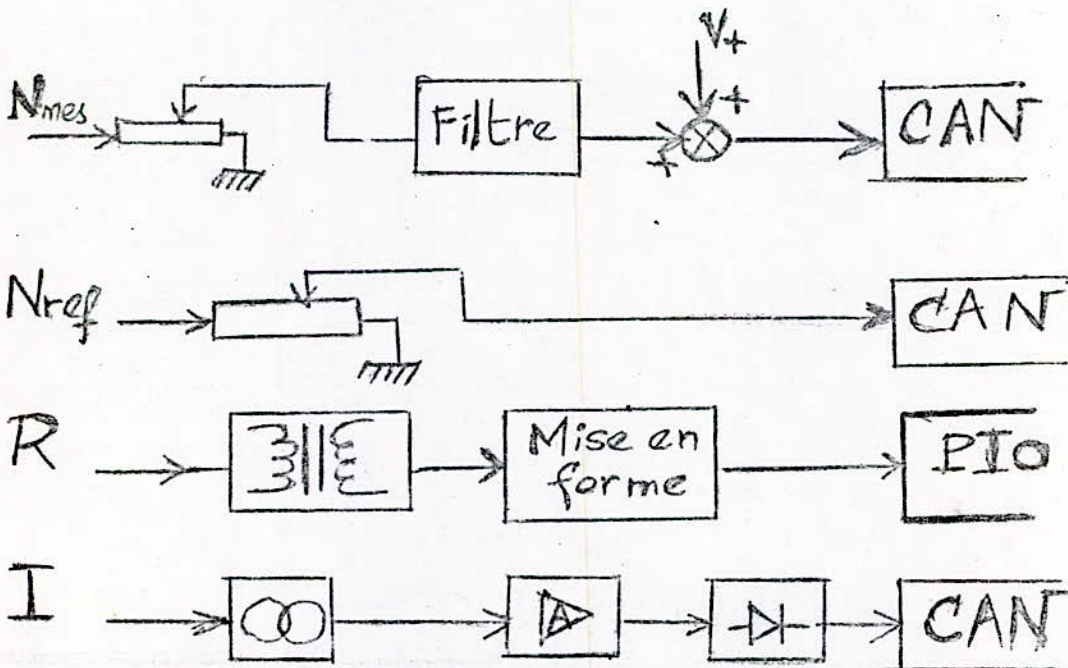 V+
Nmes
Filtre
+
+
CAN
Nref
CAN
R
Mise en
forme
PIO
I
A
CAN